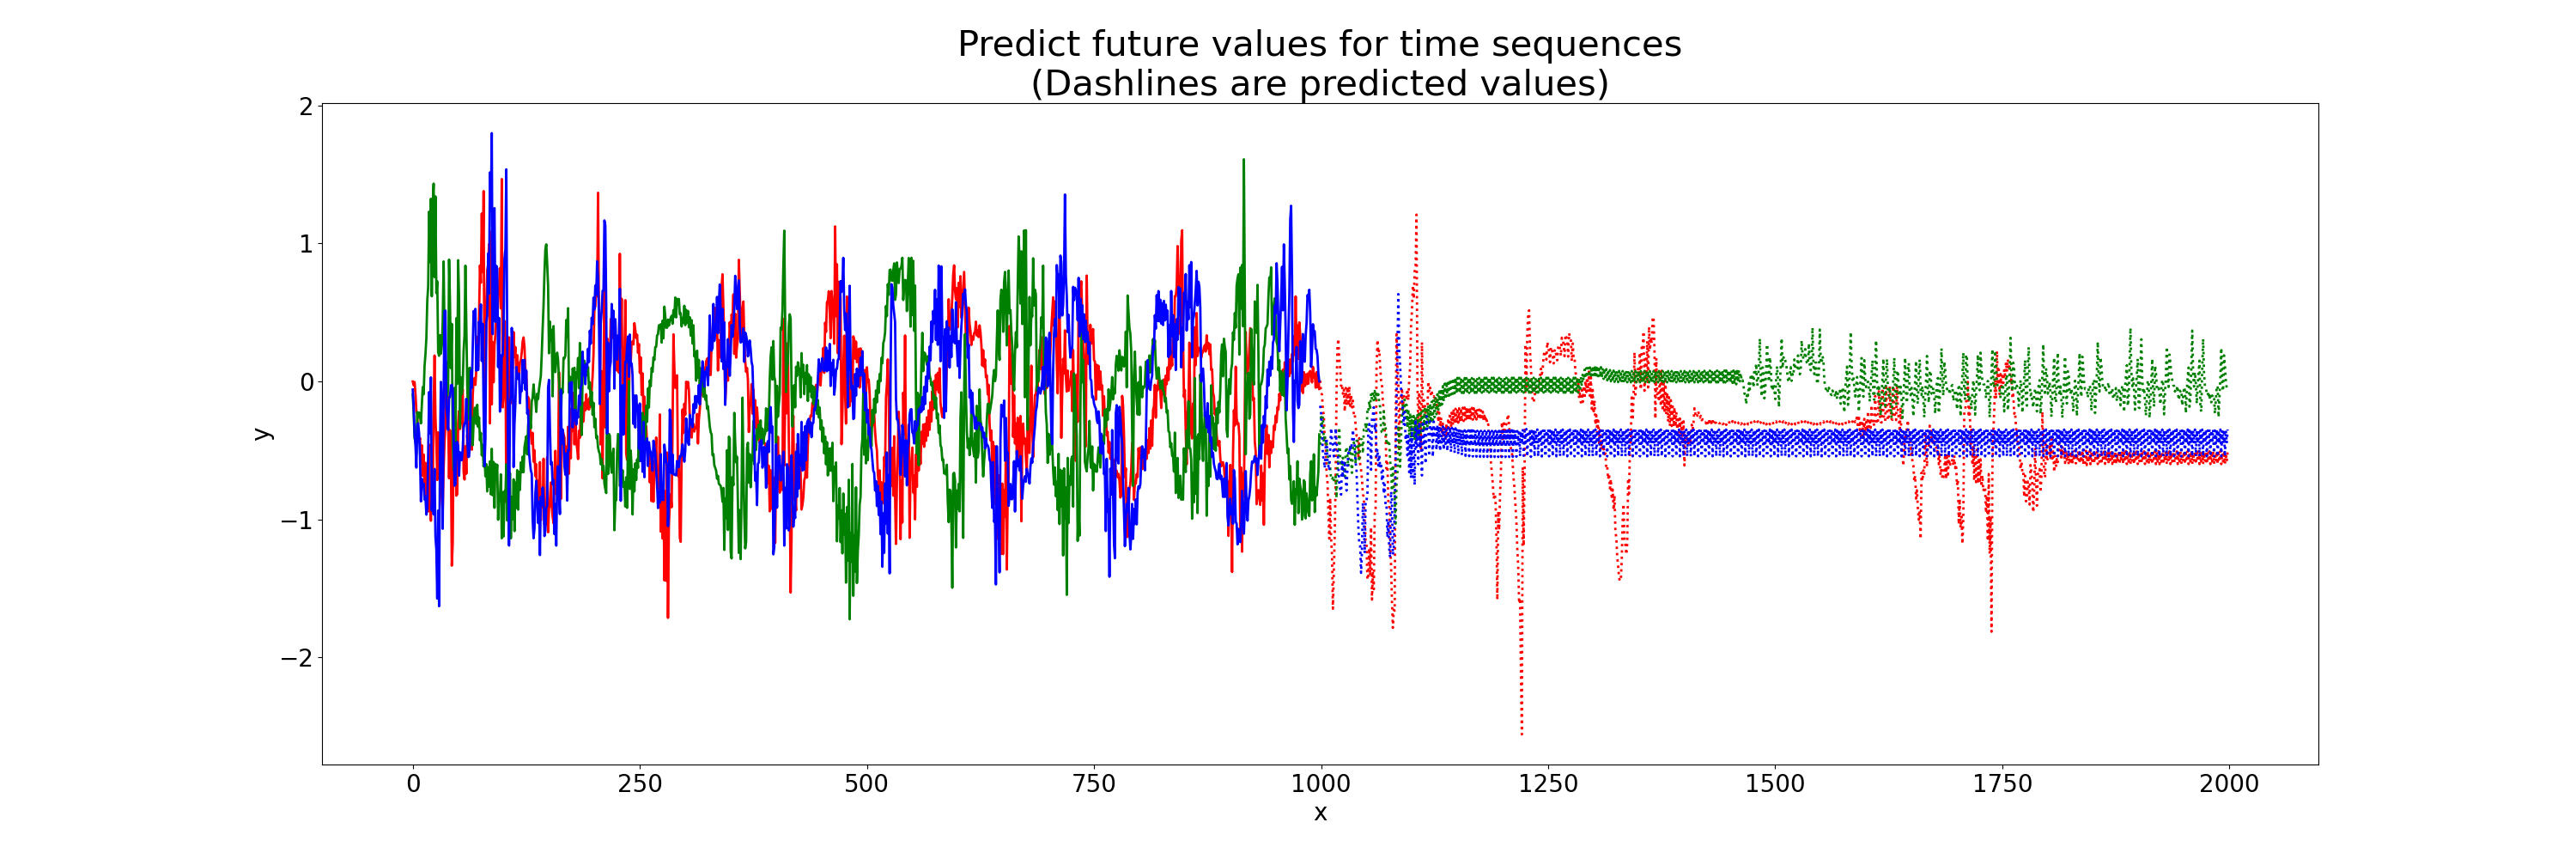 Predict future values for time sequences
(Dashlines are predicted values)
2
1
0
−1
−2
y
0 250 500 750 1000 1250 1500 1750 2000
x